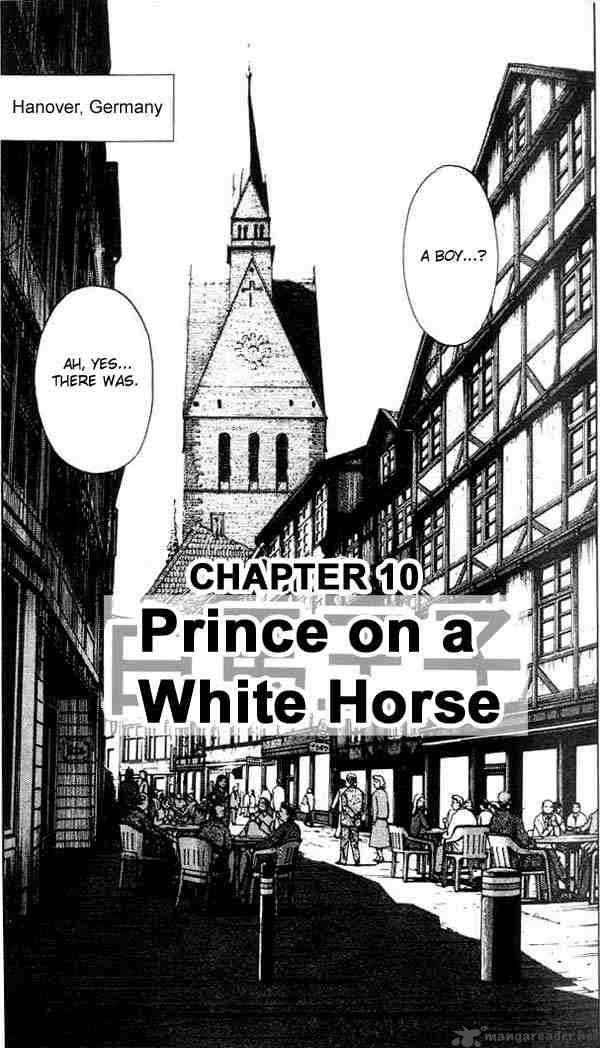 Hanover, Germany
A BOY...?
AH, YES...
THERE WAS.
CHAPTER 10
Prince on a
White Horse
mangareader.net